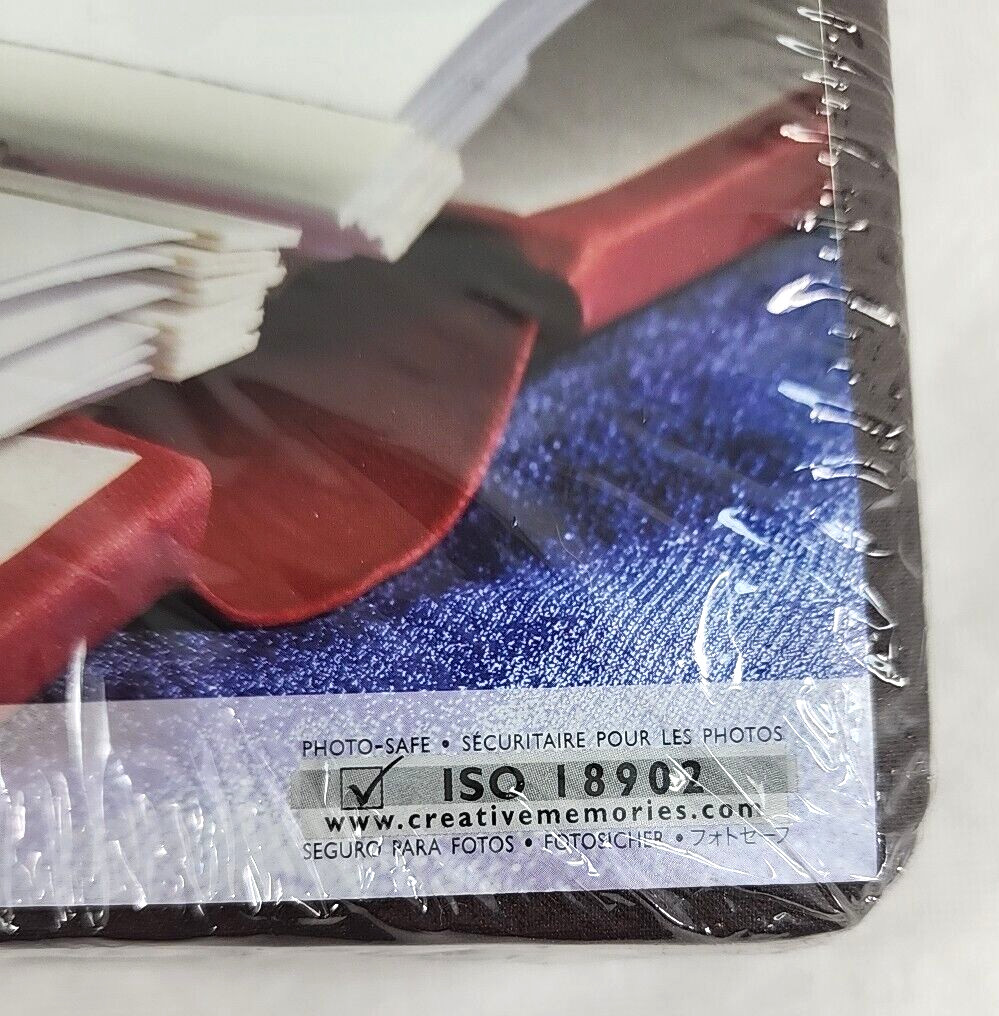 PHOTO-SAFE • SÉCURITAIRE POUR LES PHOTOS
ISO 18902
www.creativememories.com
SEGURO PARA FOTOS • FOTOSICHER • フォトセーフ